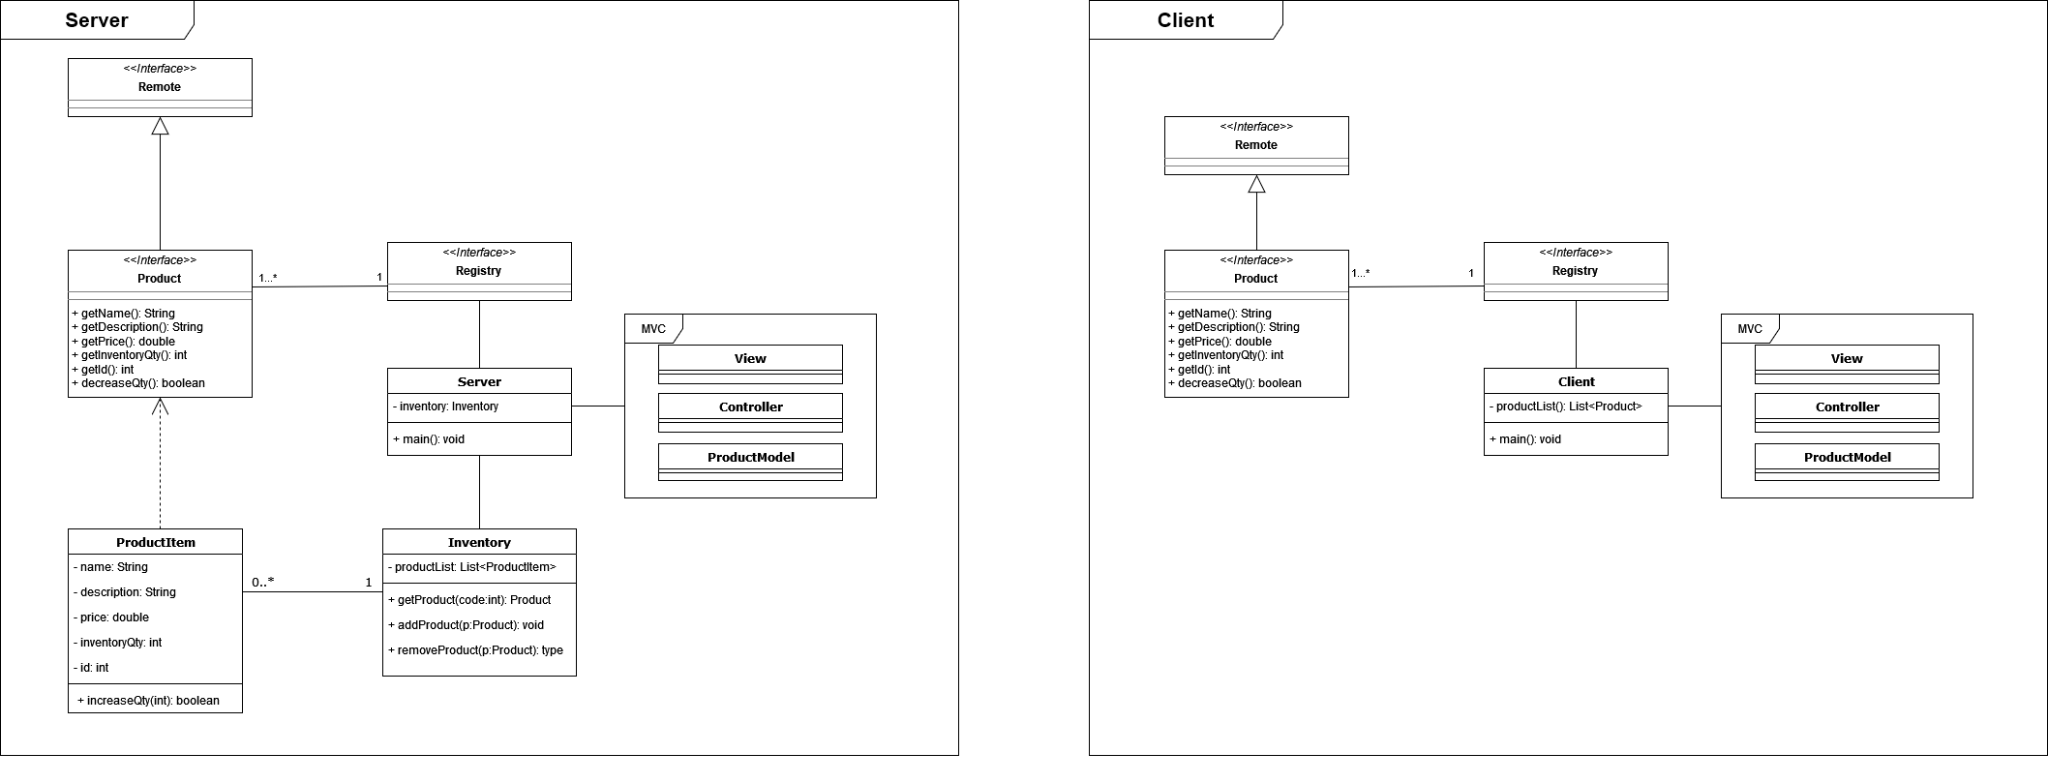 Server
<<Interface>>
Remote
<<Interface>>
Product
+ getName(): String
+ getDescription(): String
+ getPrice(): double
+ getInventoryQty(): int
+ getId(): int
+ decreaseQty(): boolean
1...*
1
<<Interface>>
Registry
Server
- inventory: Inventory
+ main(): void
MVC
View
Controller
ProductModel
ProductItem
- name: String
- description: String
- price: double
- inventoryQty: int
- id: int
+ increaseQty(int): boolean
0..*
1
Inventory
- productList: List<ProductItem>
+ getProduct(code:int): Product
+ addProduct(p:Product): void
+ removeProduct(p:Product): type
Client
<<Interface>>
Remote
<<Interface>>
Product
+ getName(): String
+ getDescription(): String
+ getPrice(): double
+ getInventoryQty(): int
+ getId(): int
+ decreaseQty(): boolean
1...*
1
<<Interface>>
Registry
Client
- productList(): List<Product>
+ main(): void
MVC
View
Controller
ProductModel